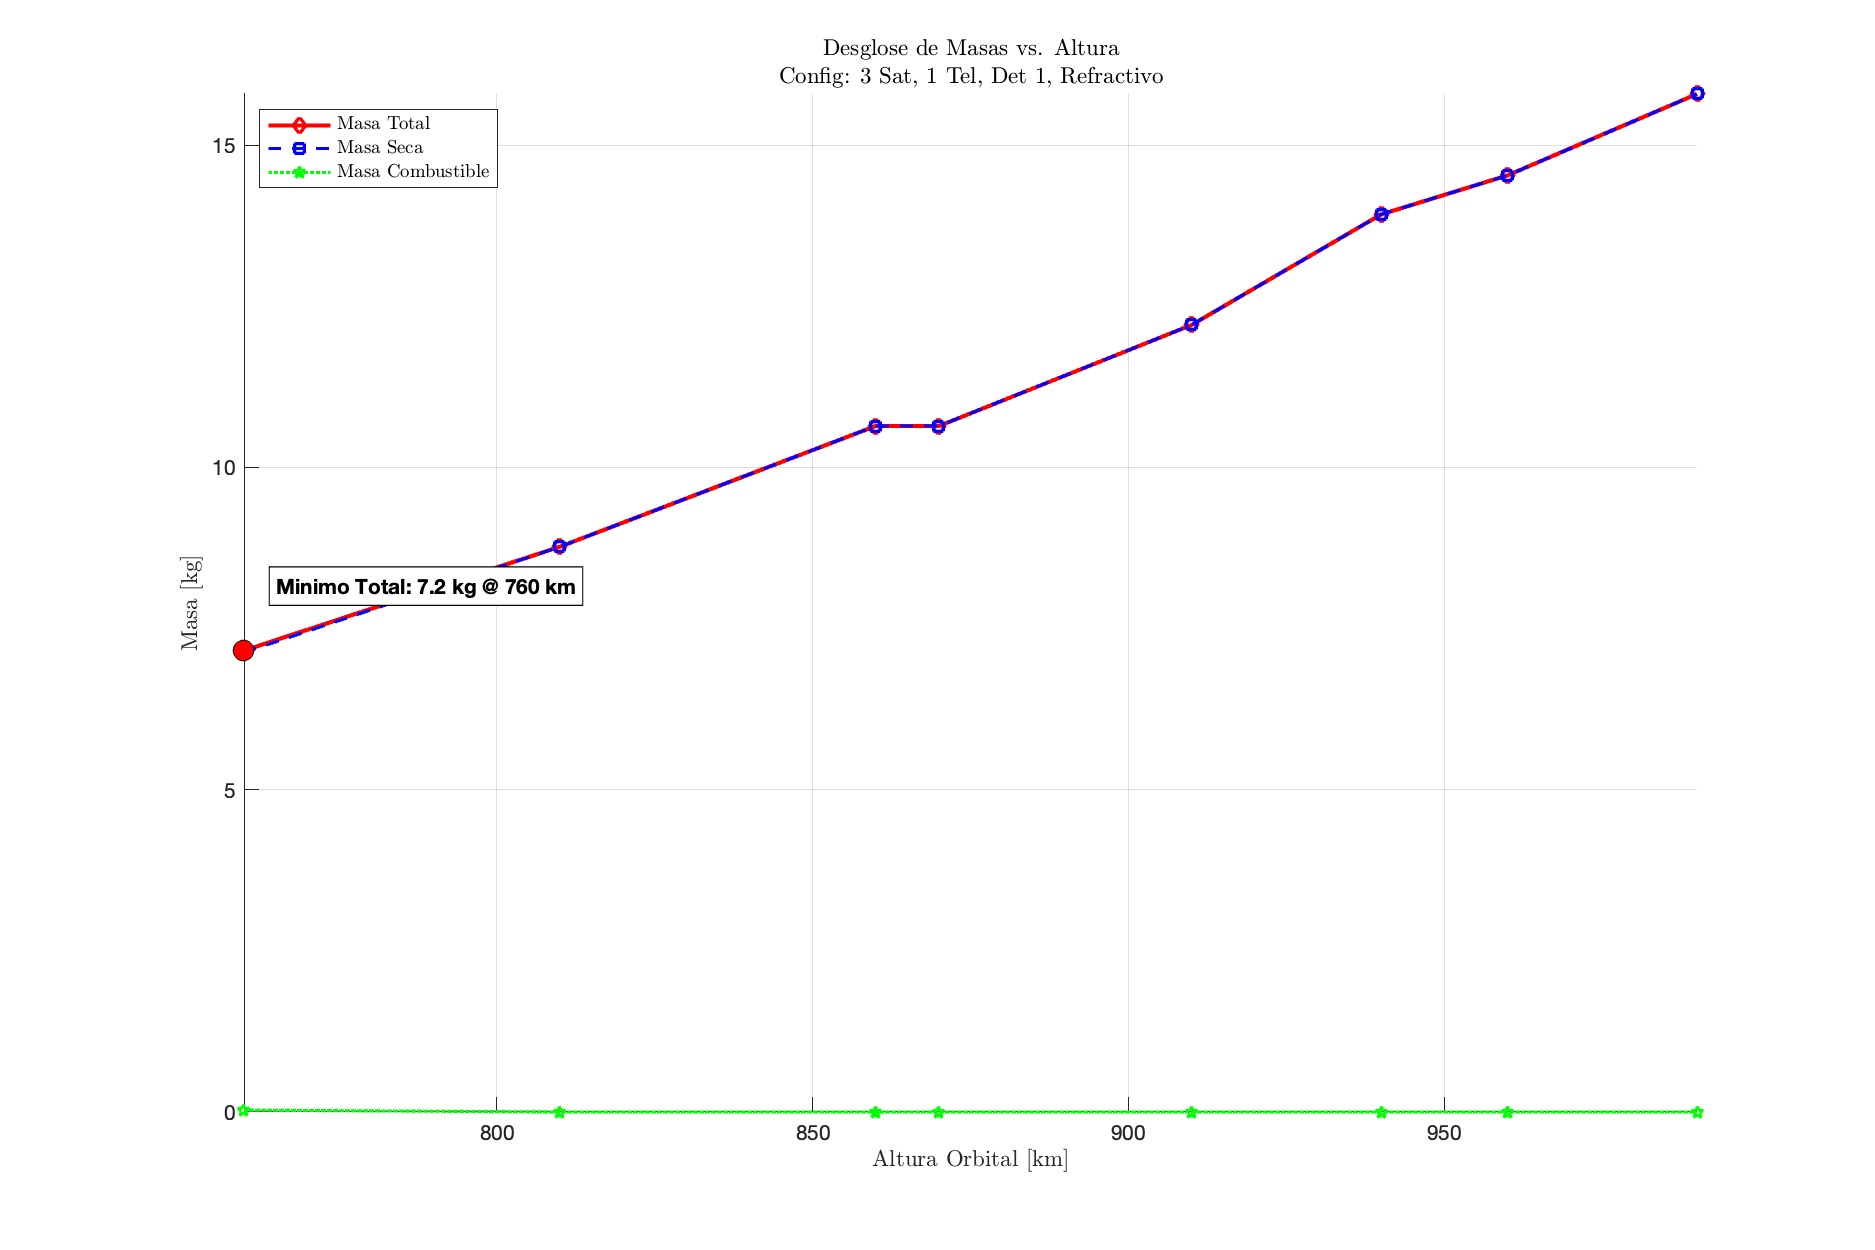 Desglose de Masas vs. Altura
Config: 3 Sat, 1 Tel, Det 1, Refractivo
Masa Total
Masa Seca
Masa Combustible
15
10
5
0
Masa [kg]
Minimo Total: 7.2 kg @ 760 km
800
850
900
950
Altura Orbital [km]